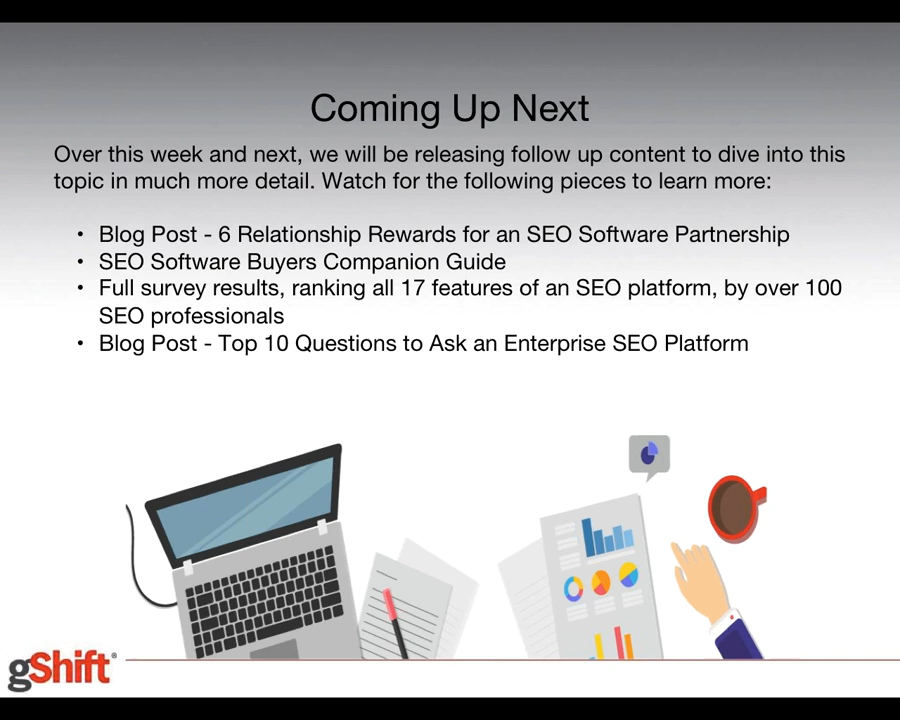 Coming Up Next
Over this week and next, we will be releasing follow up content to dive into this
topic in much more detail. Watch for the following pieces to learn more:
• Blog Post - 6 Relationship Rewards for an SEO Software Partnership
• SEO Software Buyers Companion Guide
• Full survey results, ranking all 17 features of an SEO platform, by over 100
SEO professionals
• Blog Post - Top 10 Questions to Ask an Enterprise SEO Platform
gShift®